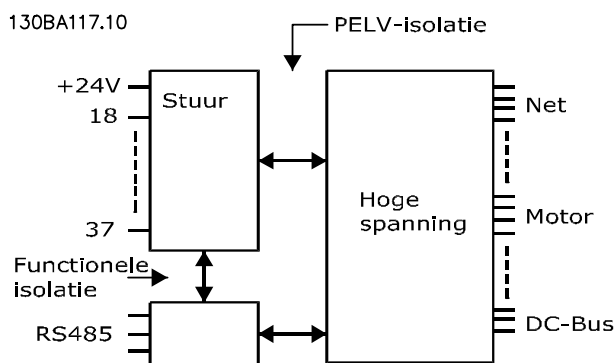 130BA117.10
PELV-isolatie
+24V
Stuur
18
Net
37
Hoge
spanning
Motor
Functionele
isolatie
RS485
DC-Bus